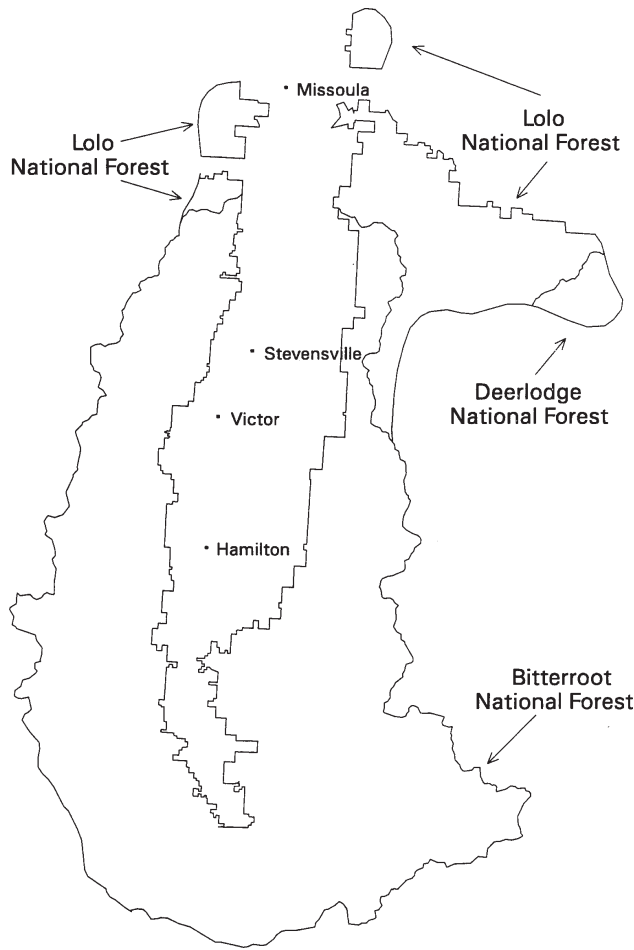 Missoula
Lolo
National Forest
Lolo
National Forest
Stevensville
Deerlodge
National Forest
Victor
Hamilton
Bitterroot
National Forest